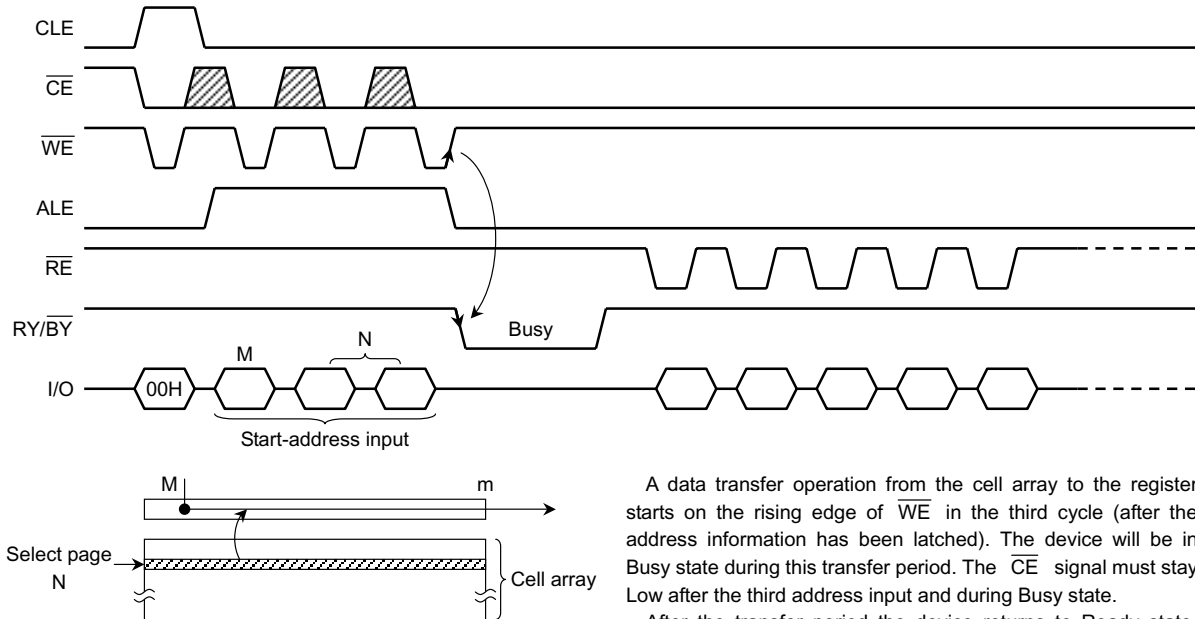 CLE
CE
WE
ALE
RE
RY/BY
Busy
M
N
I/O
00H
Start-address input
M
m
Select page
N
Cell array
A data transfer operation from the cell array to the register
starts on the rising edge of WE in the third cycle (after the
address information has been latched). The device will be in
Busy state during this transfer period. The CE signal must stay
Low after the third address input and during Busy state.
After the transfer period the device returns to Ready state.